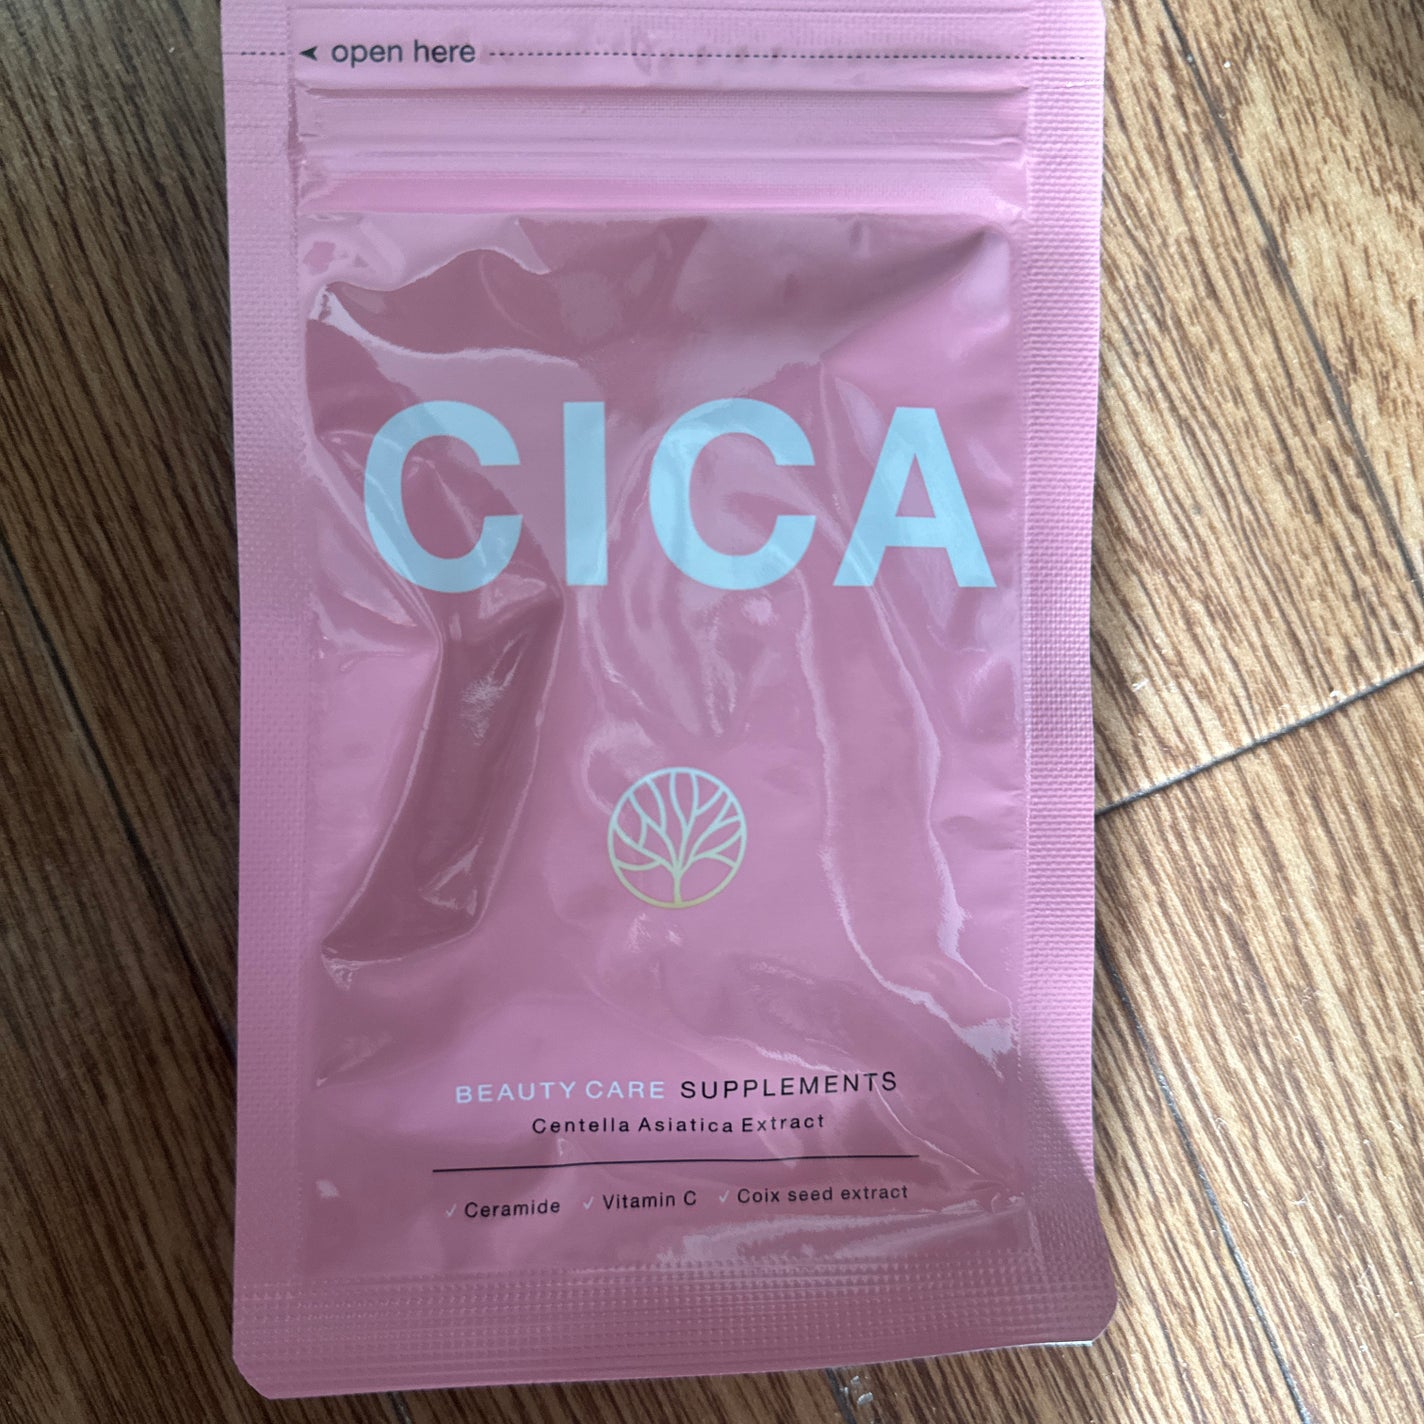 open here
CICA
BEAUTY CARE SUPPLEMENTS
Centella Asiatica Extract
✓ Ceramide ✓ Vitamin C ✓ Coix seed extract